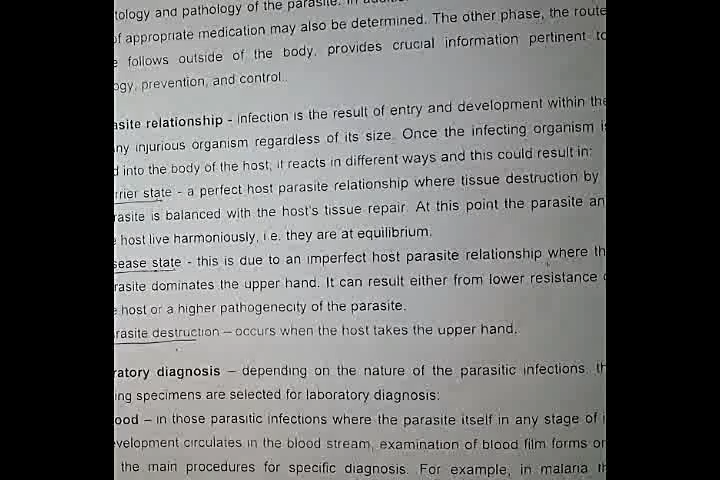 tology and pathology of the parasite. In
of appropriate medication may also be determined. The other phase, the route
e follows outside of the body, provides crucial information pertinent to
ogy, prevention, and control..
asite relationship - infection is the result of entry and development within the
ny injurious organism regardless of its size. Once the infecting organism is
d into the body of the host, it reacts in different ways and this could result in:
rrier state - a perfect host parasite relationship where tissue destruction by
rasite is balanced with the host's tissue repair. At this point the parasite an
e host live harmoniously, i.e. they are at equilibrium.
sease state - this is due to an imperfect host parasite relationship where th
rasite dominates the upper hand. It can result either from lower resistance o
e host or a higher pathogenecity of the parasite.
rasite destruction – occurs when the host takes the upper hand.
ratory diagnosis – depending on the nature of the parasitic infections, th
ing specimens are selected for laboratory diagnosis:
ood – in those parasitic infections where the parasite itself in any stage of i
evelopment circulates in the blood stream, examination of blood film forms on
the main procedures for specific diagnosis. For example, in malaria th